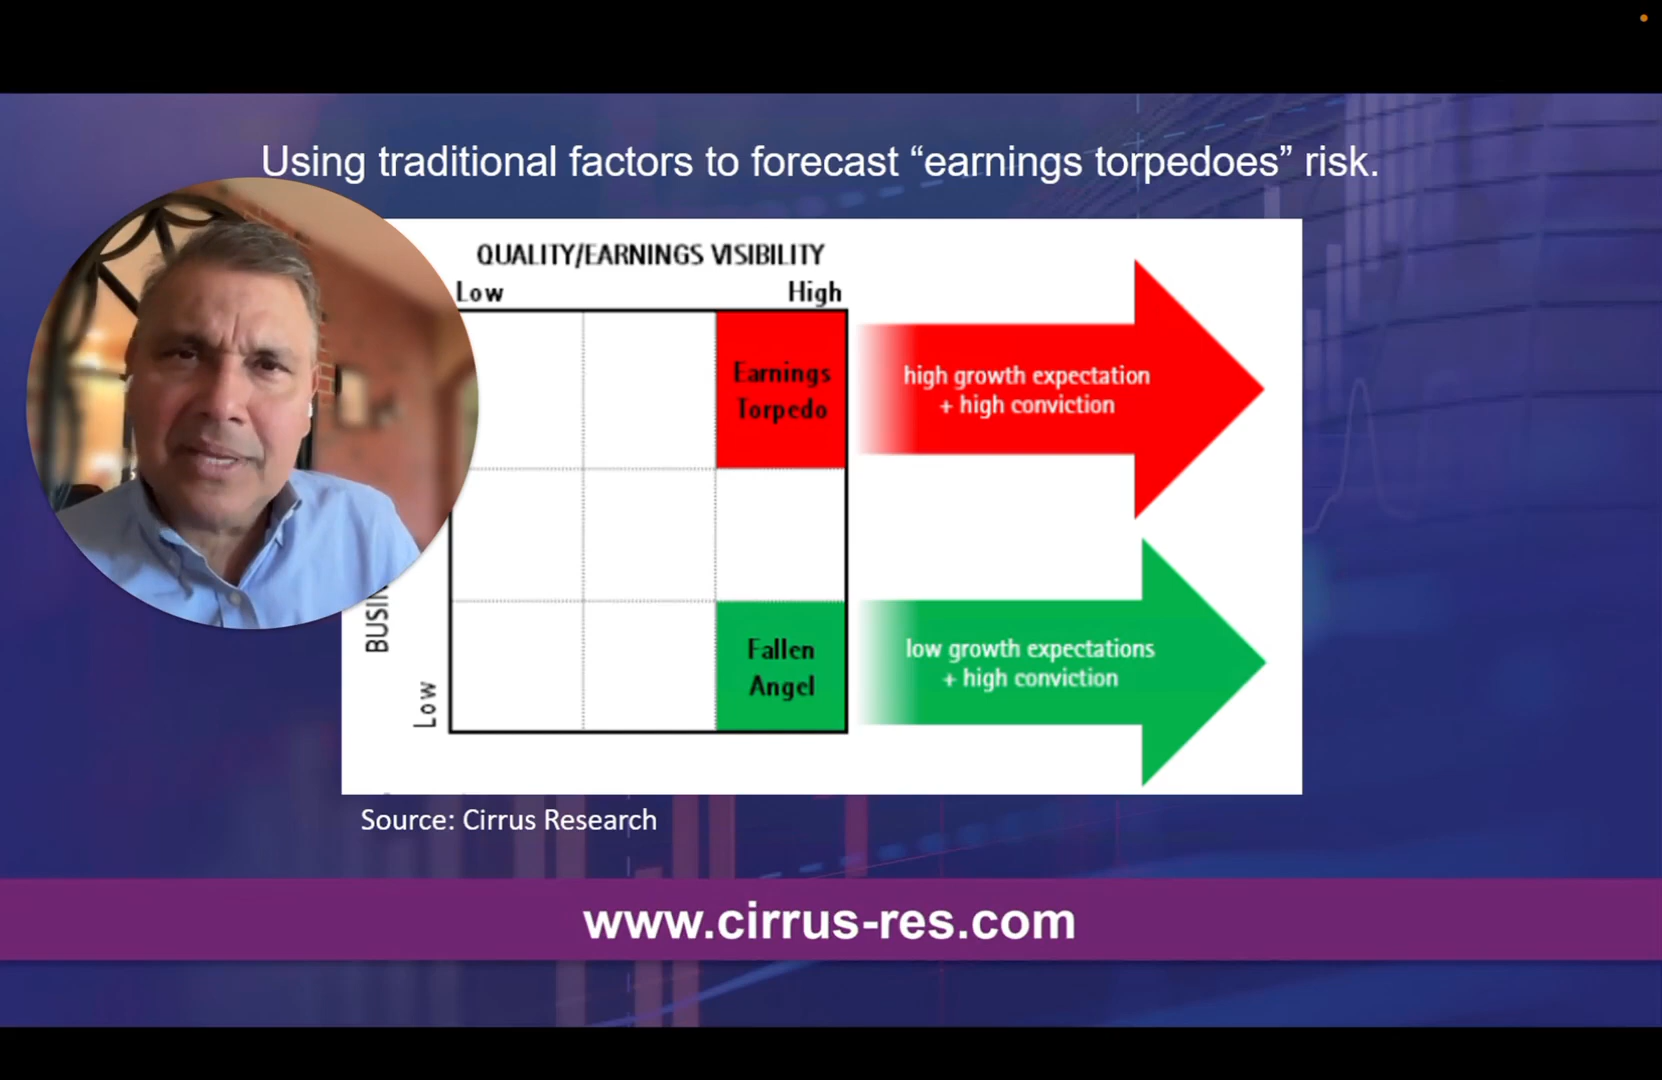 Using traditional factors to forecast “earnings torpedoes” risk.
QUALITY/EARNINGS VISIBILITY
Low
High
Earnings
Torpedo
high growth expectation
+ high conviction
Fallen
Angel
low growth expectations
+ high conviction
Low
Source: Cirrus Research
www.cirrus-res.com